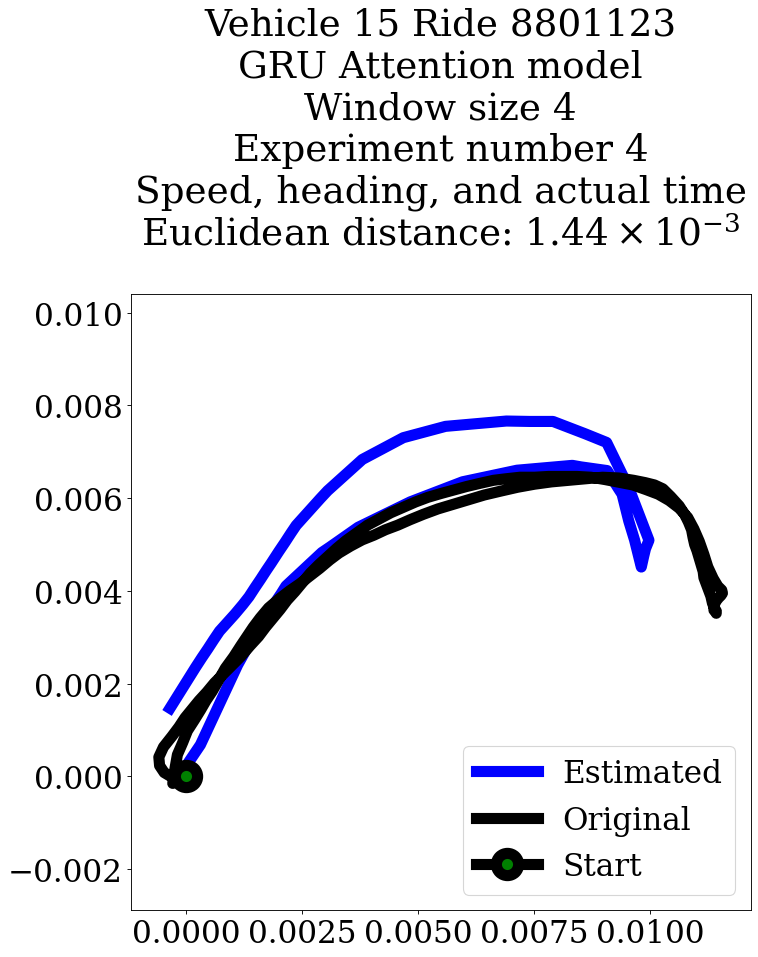 Vehicle 15 Ride 8801123
GRU Attention model
Window size 4
Experiment number 4
Speed, heading, and actual time
Euclidean distance: 1.44 × 10⁻³
0.010
0.008
0.006
0.004
0.002
0.000
−0.002
Estimated
Original
Start
0.0000 0.0025 0.0050 0.0075 0.0100